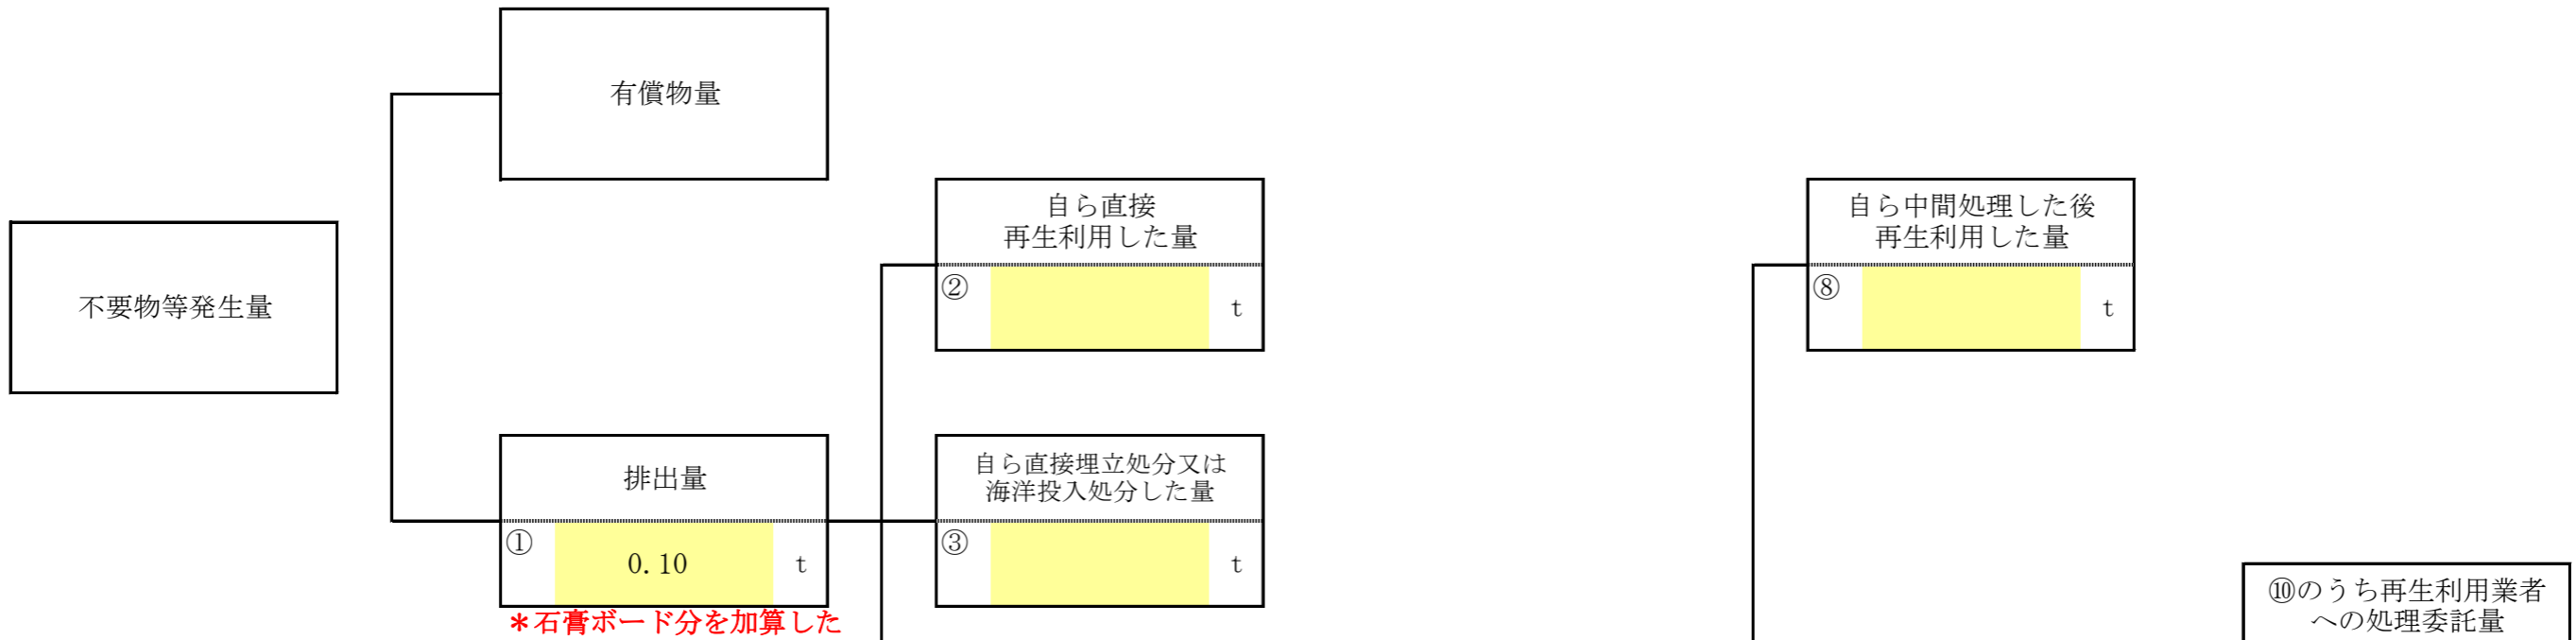 有償物量
自ら直接
再生利用した量
② t
自ら中間処理した後
再生利用した量
⑧ t
不要物等発生量
排出量
① 0.10 t
*石膏ボード分を加算した
自ら直接埋立処分又は
海洋投入処分した量
③ t
⑩のうち再生利用業者
への処理委託量